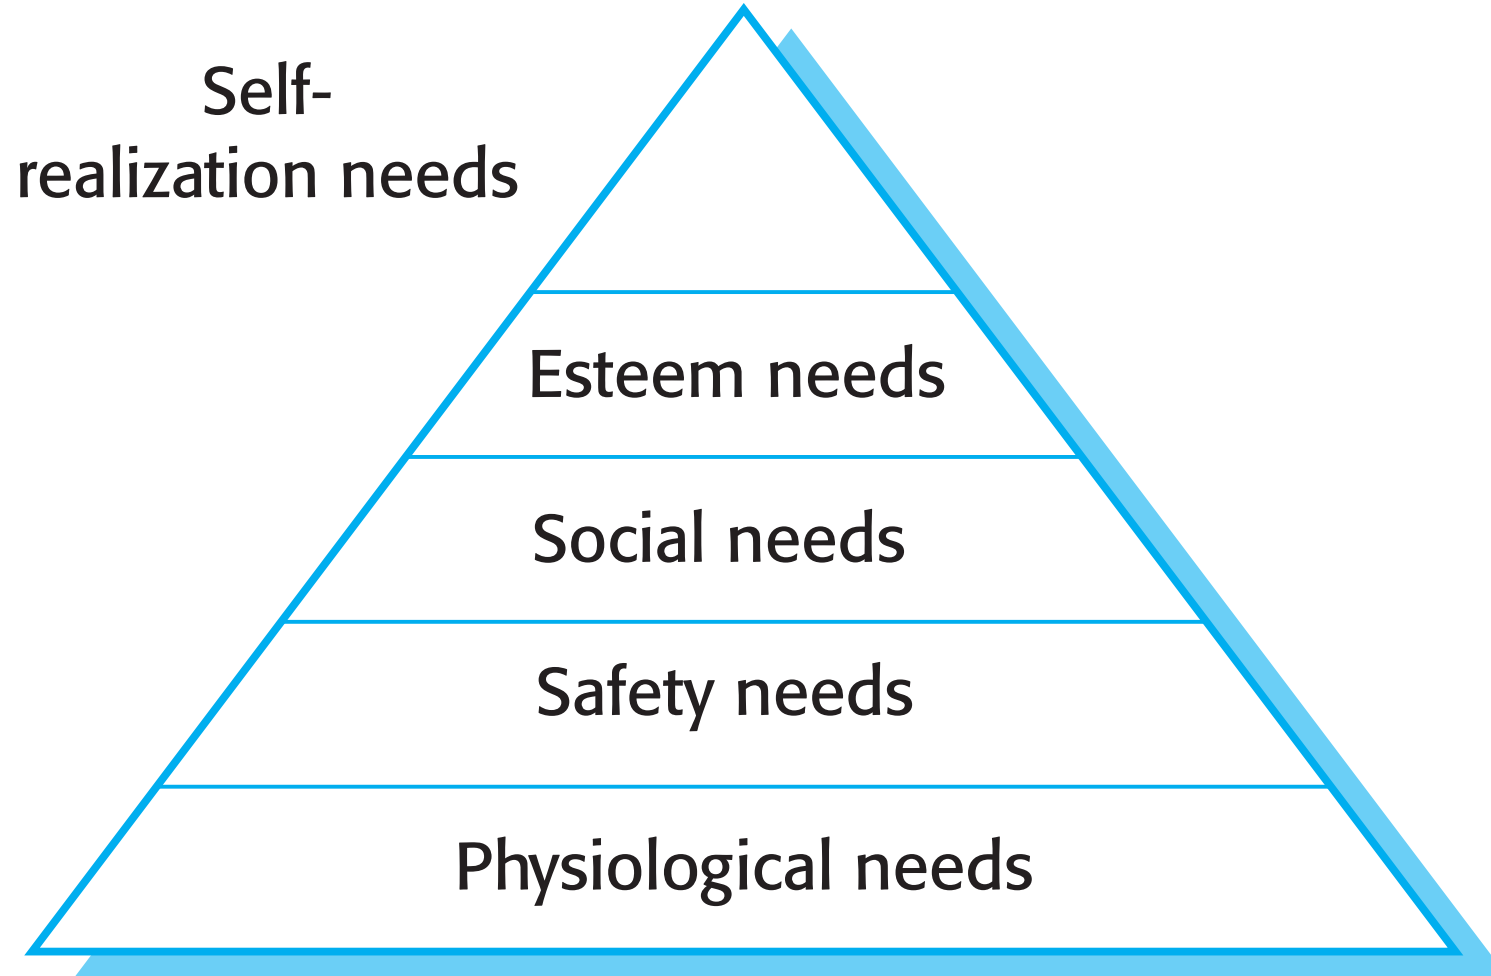 Self-
realization needs
Esteem needs
Social needs
Safety needs
Physiological needs